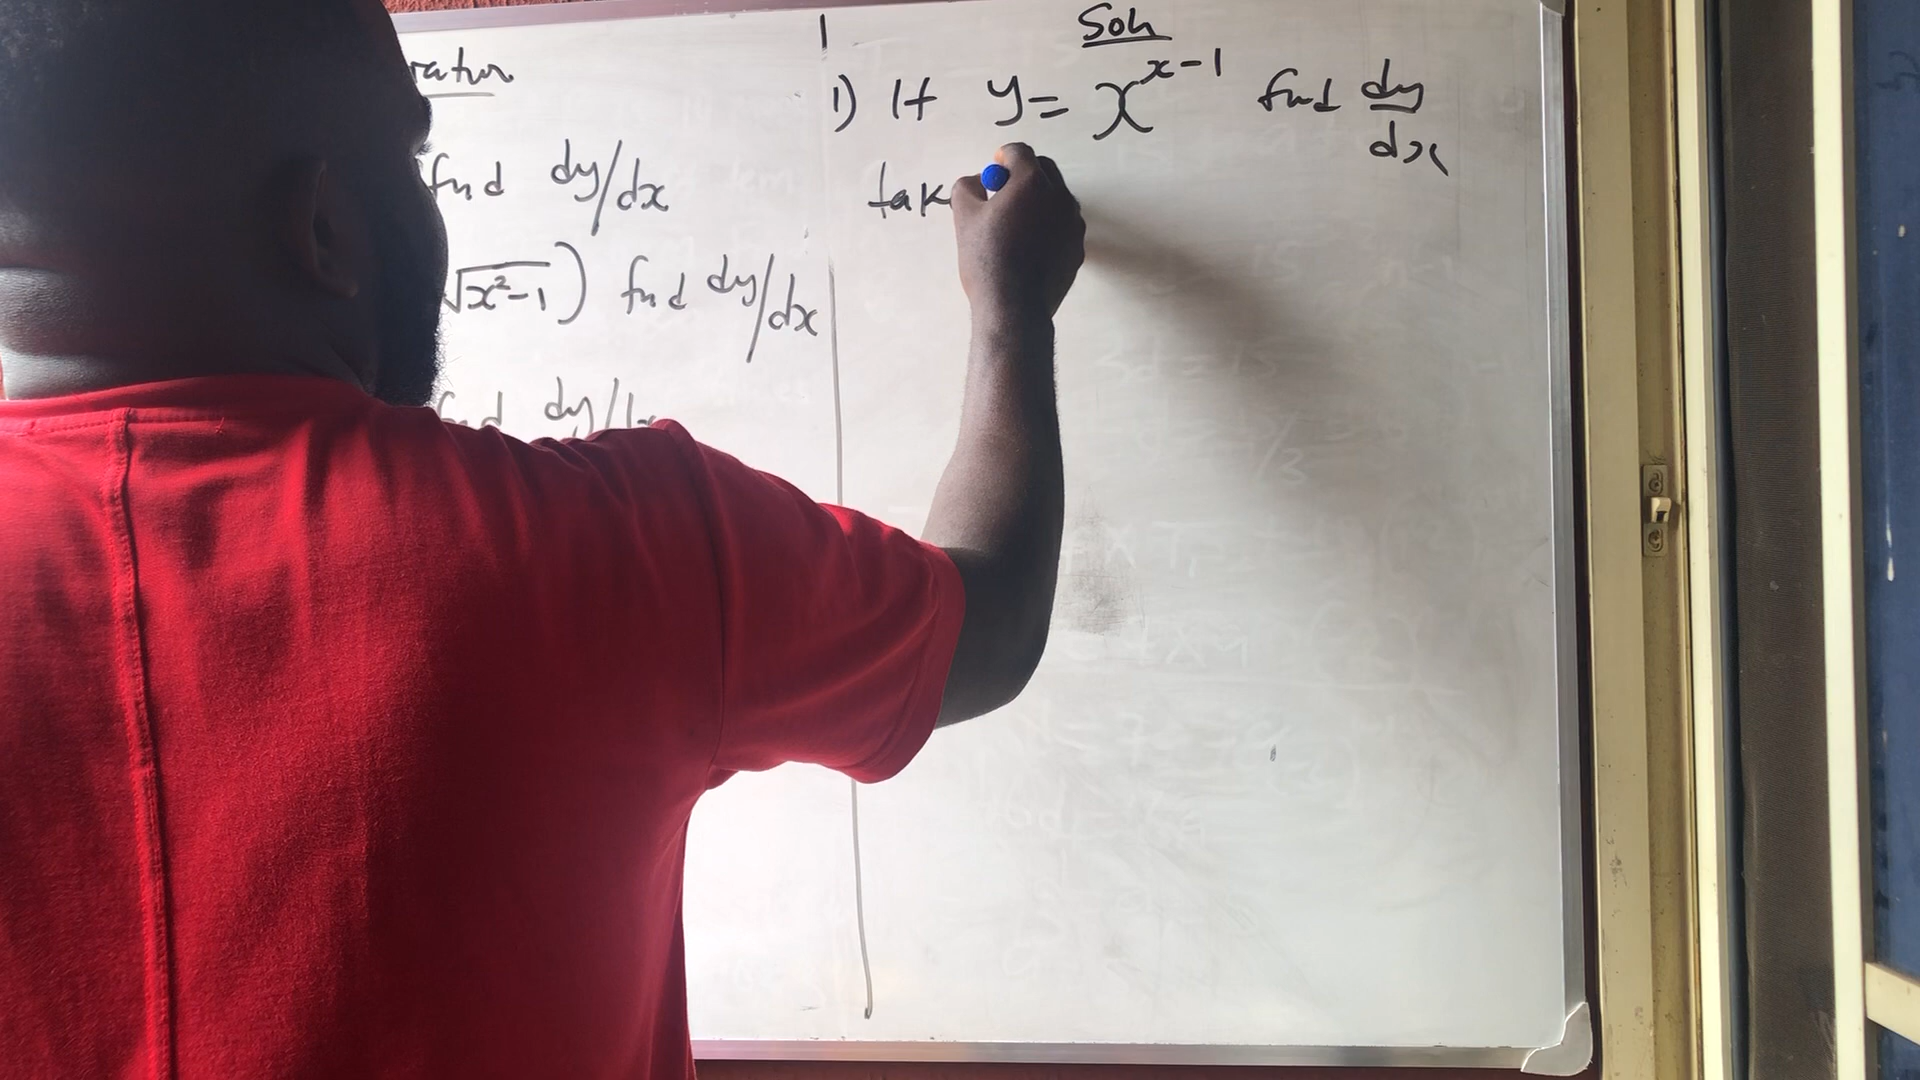 find dy/dx
√x²-1) find dy/dx
find dy/dx
Soln
1) If y = x^{x-1} find dy/dx
take